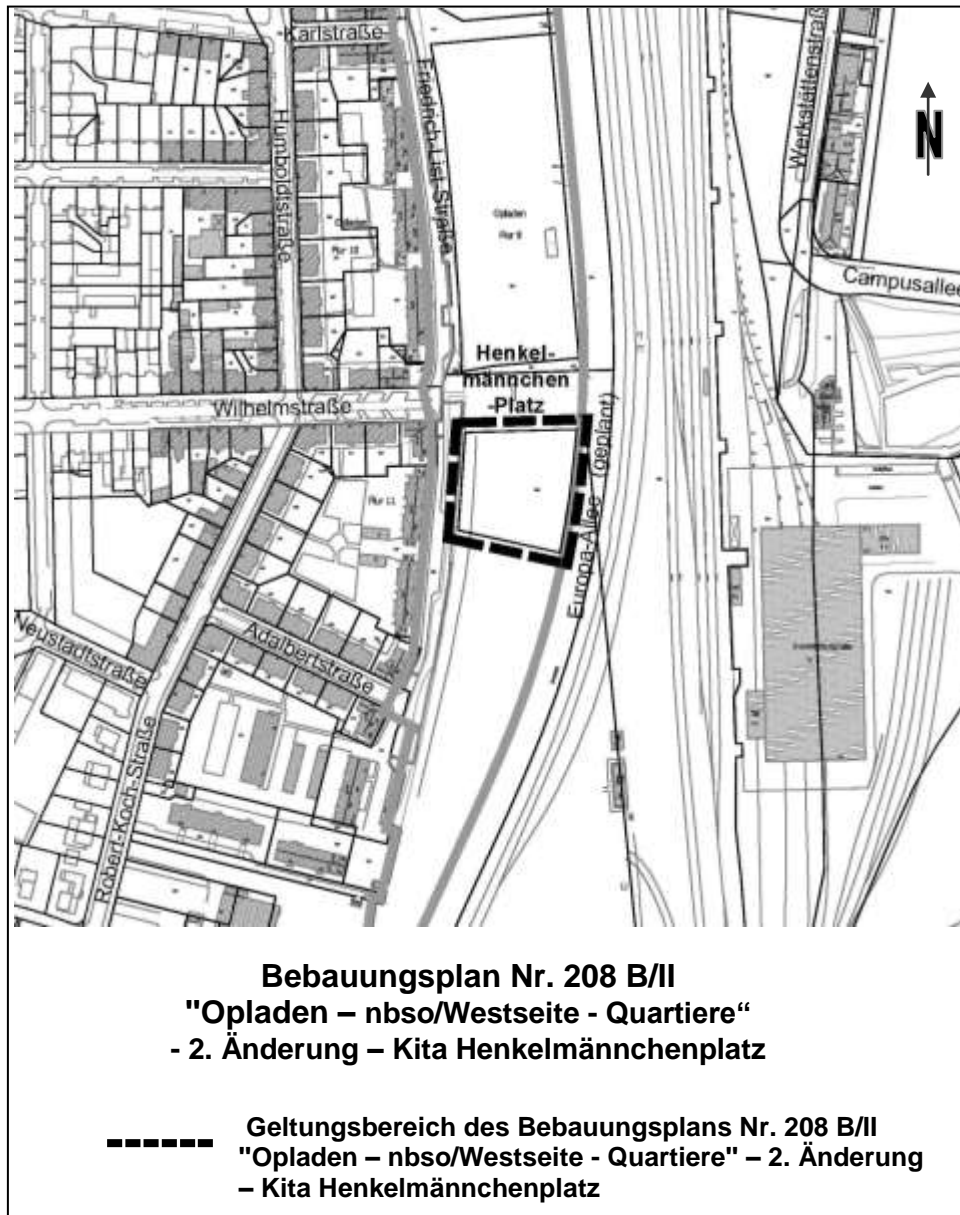 Karlstraße
Friedrich-List-Straße
Humboldtstraße
Werkstättenstraße
N
Opladen
Campusallee
Henkel-
männchen
-Platz
Wilhelmstraße
Europa-Allee (geplant)
Adalbertstraße
Neustadtstraße
Robert-Koch-Straße
Bebauungsplan Nr. 208 B/II
"Opladen – nbso/Westseite - Quartiere“
- 2. Änderung – Kita Henkelmännchenplatz
Geltungsbereich des Bebauungsplans Nr. 208 B/II
"Opladen – nbso/Westseite - Quartiere" – 2. Änderung
– Kita Henkelmännchenplatz